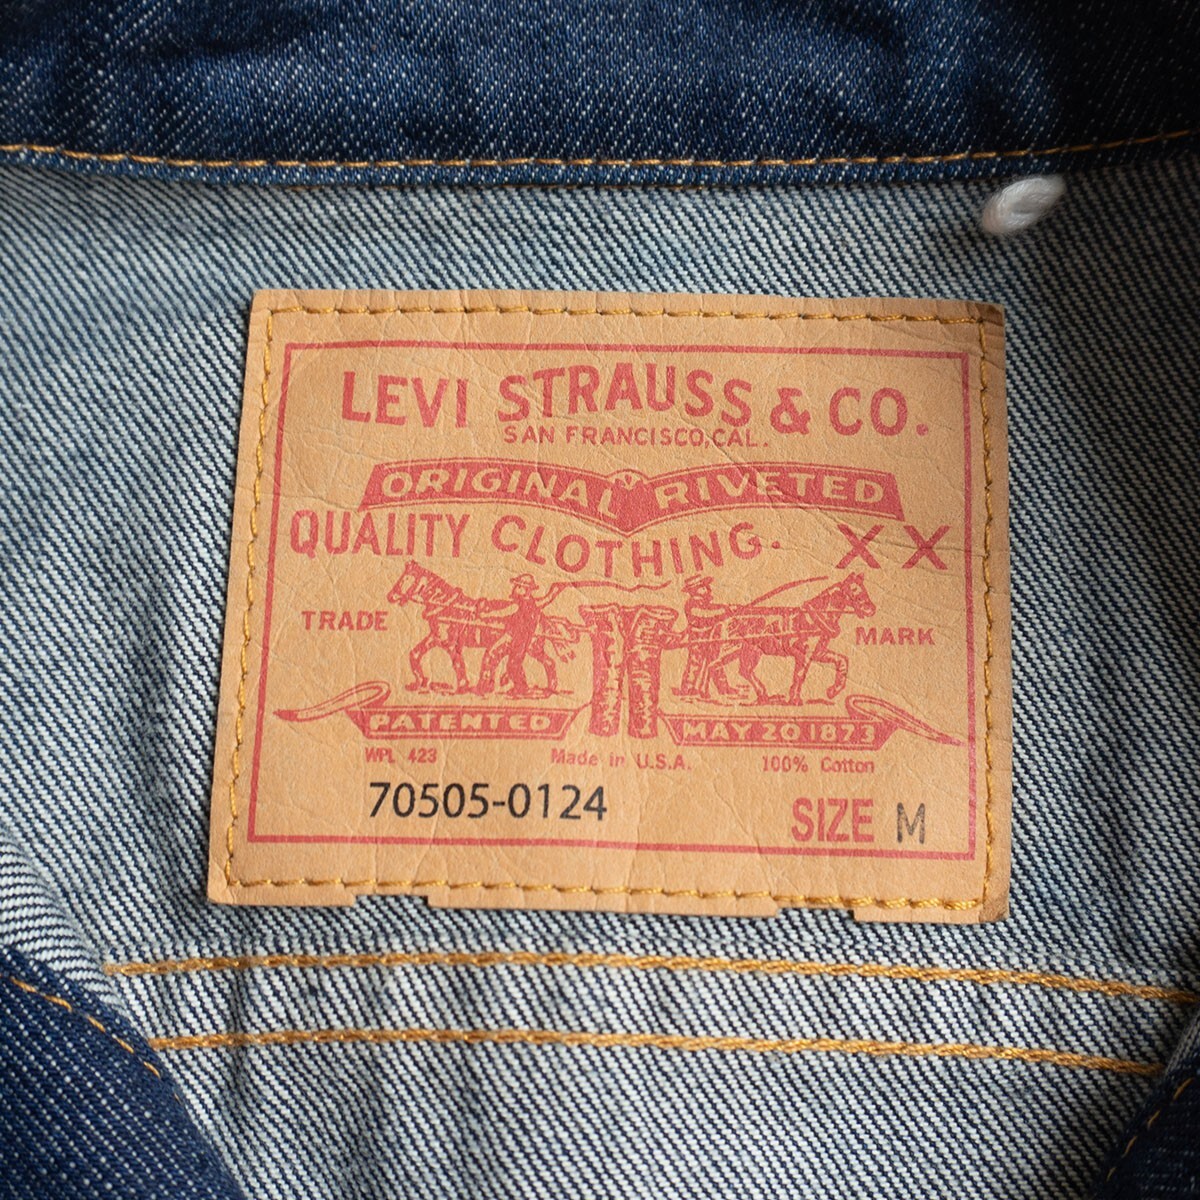 LEVI STRAUSS & CO.
SAN FRANCISCO, CAL.
ORIGINAL RIVETED
QUALITY CLOTHING. XX
TRADE MARK
PATENTED MAY 20 1873
WPL 423 Made in U.S.A. 100% Cotton
70505-0124 SIZE M